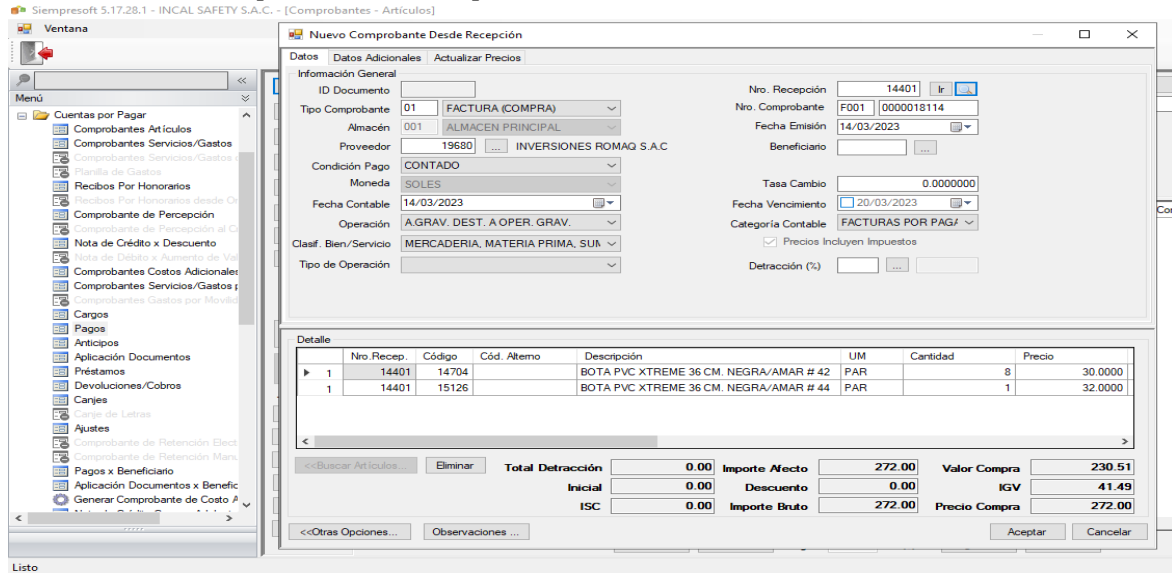 Siempresoft 5.17.28.1 - INCAL SAFETY S.A.C. - [Comprobantes - Artículos]
Ventana
Menú
Cuentas por Pagar
Comprobantes Artículos
Comprobantes Servicios/Gastos
Comprobantes Servicios/Gastos
Planilla de Gastos
Recibos Por Honorarios
Recibos Por Honorarios desde Or
Comprobante de Percepción
Comprobante de Percepción al C
Nota de Crédito x Descuento
Nota de Débito x Aumento de Val
Comprobantes Costos Adicionales
Comprobantes Servicios/Gastos p
Comprobantes Gastos por Movilid
Cargos
Pagos
Anticipos
Aplicación Documentos
Préstamos
Devoluciones/Cobros
Canjes
Canje de Letras
Ajustes
Comprobante de Retención Elect
Comprobante de Retención Manu
Pagos x Beneficiario
Aplicación Documentos x Benefic
Generar Comprobante de Costo A
Listo
Nuevo Comprobante Desde Recepción
Datos Datos Adicionales Actualizar Precios
Información General
ID Documento Nro. Recepción 14401 Ir
Tipo Comprobante 01 FACTURA (COMPRA) Nro. Comprobante F001 0000018114
Almacén 001 ALMACEN PRINCIPAL Fecha Emisión 14/03/2023
Proveedor 19680 ... INVERSIONES ROMAQ S.A.C Beneficiario ...
Condición Pago CONTADO
Moneda SOLES Tasa Cambio 0.0000000
Fecha Contable 14/03/2023 Fecha Vencimiento 20/03/2023
Operación A.GRAV. DEST. A OPER. GRAV. Categoría Contable FACTURAS POR PAGA
Clasif. Bien/Servicio MERCADERIA, MATERIA PRIMA, SUM Precios Incluyen Impuestos
Tipo de Operación Detracción (%) ...
Detalle
Nro.Recep. Código Cód. Alterno Descripción UM Cantidad Precio
1 14401 14704 BOTA PVC XTREME 36 CM. NEGRA/AMAR # 42 PAR 8 30.0000
1 14401 15126 BOTA PVC XTREME 36 CM. NEGRA/AMAR # 44 PAR 1 32.0000
<<Buscar Artículos... Eliminar Total Detracción 0.00 Importe Afecto 272.00 Valor Compra 230.51
Inicial 0.00 Descuento 0.00 IGV 41.49
ISC 0.00 Importe Bruto 272.00 Precio Compra 272.00
<<Otras Opciones... Observaciones ... Aceptar Cancelar